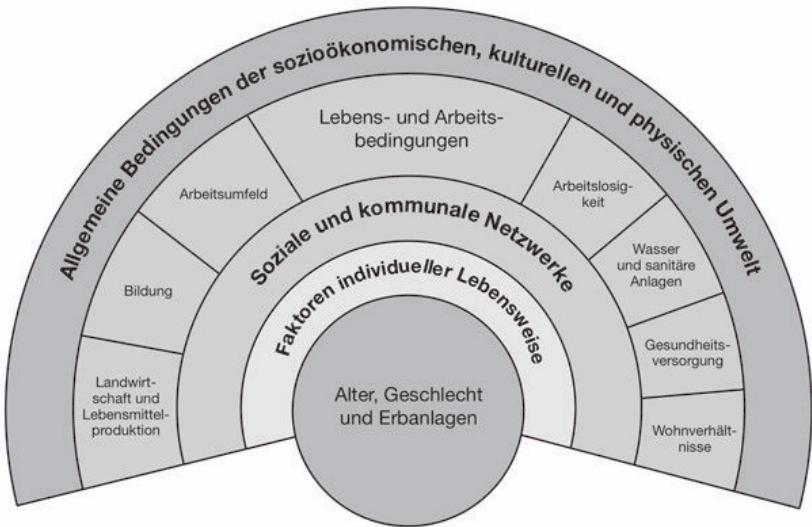 Allgemeine Bedingungen der sozioökonomischen, kulturellen und physischen Umwelt
Lebens- und Arbeits-
bedingungen
Arbeitsumfeld
Bildung
Landwirt-
schaft und
Lebensmittel-
produktion
Arbeitslosig-
keit
Wasser
und sanitäre
Anlagen
Gesundheits-
versorgung
Wohnverhält-
nisse
Soziale und kommunale Netzwerke
Faktoren individueller Lebensweise
Alter, Geschlecht
und Erbanlagen